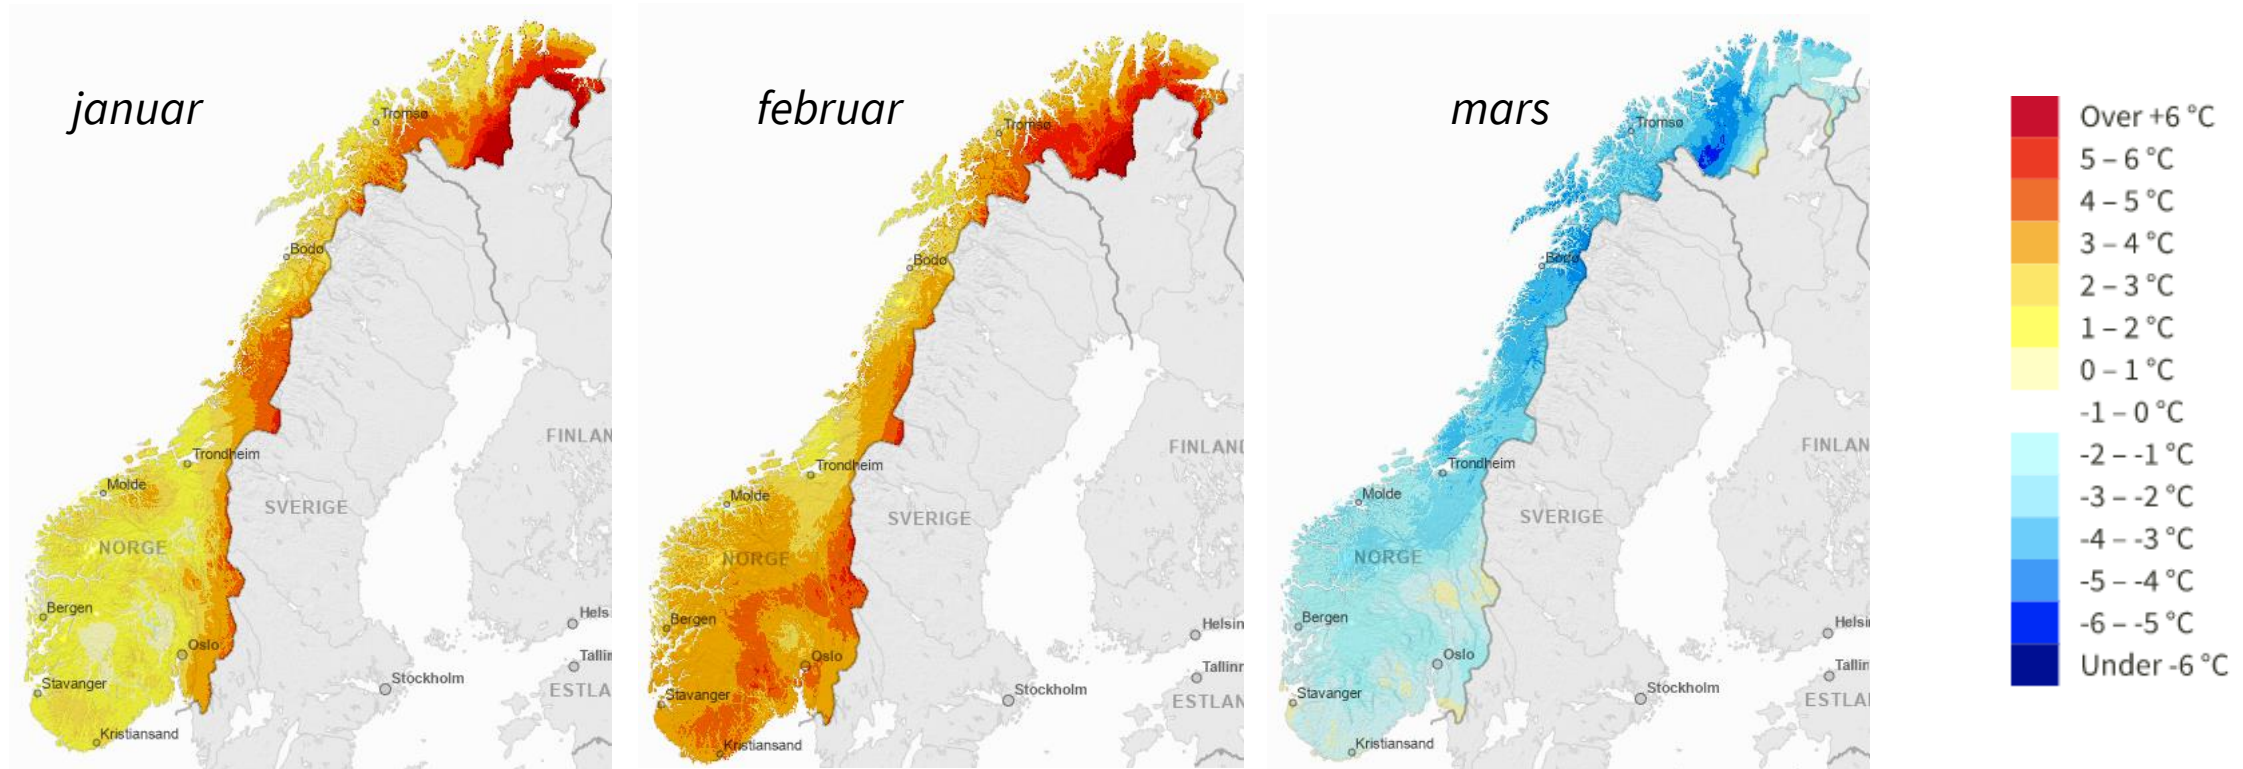 januar
Tromsø
Bodø
Trondheim
Molde
FINLAN
SVERIGE
NORGE
Bergen
Hels
Oslo
Tallin
Stockholm
Stavanger
ESTLA
Kristiansand
februar
Tromsø
Bodø
Trondheim
Molde
FINLAND
SVERIGE
NORGE
Bergen
Helsin
Oslo
Tallinn
Stockholm
Stavanger
ESTLAN
Kristiansand
mars
Tromsø
Bodø
Trondheim
Molde
FINLAN
SVERIGE
NORGE
Bergen
Helsi
Oslo
Tallin
Stockholm
Stavanger
ESTLA
Kristiansand
Over +6 °C
5 – 6 °C
4 – 5 °C
3 – 4 °C
2 – 3 °C
1 – 2 °C
0 – 1 °C
-1 – 0 °C
-2 – -1 °C
-3 – -2 °C
-4 – -3 °C
-5 – -4 °C
-6 – -5 °C
Under -6 °C